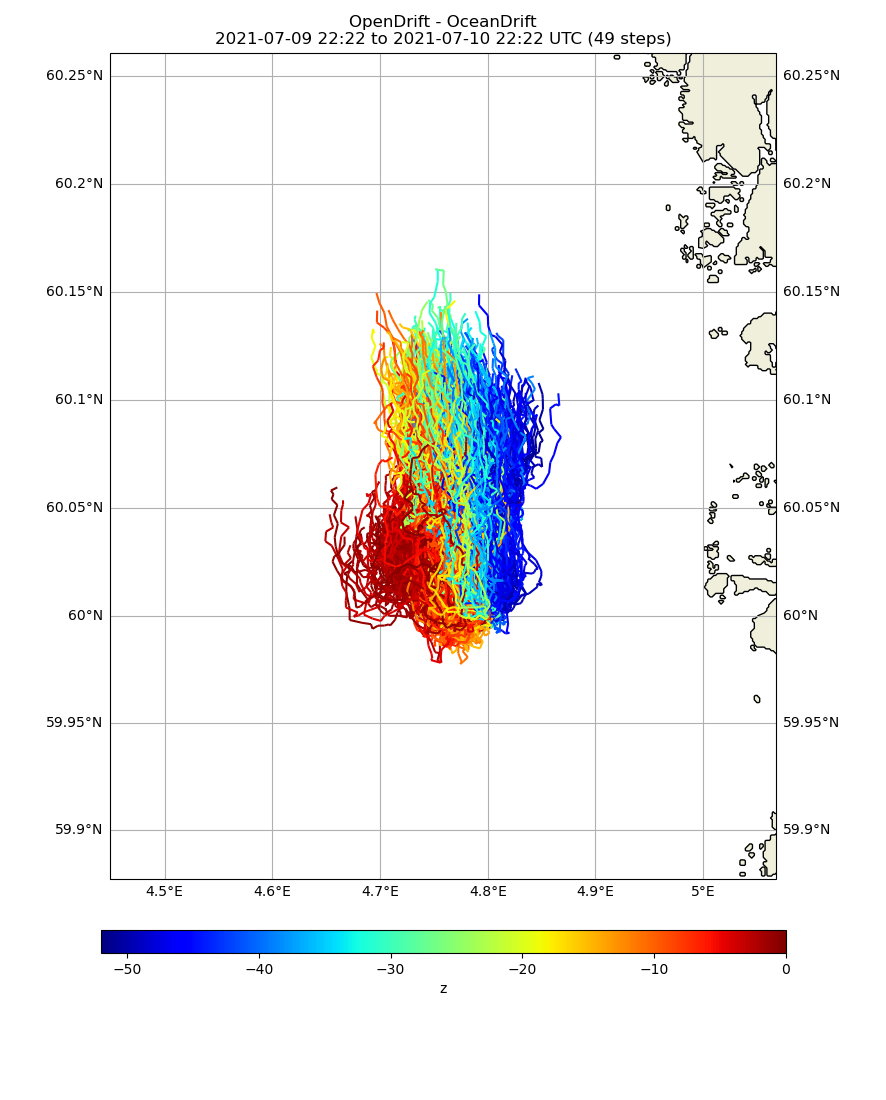 OpenDrift - OceanDrift
2021-07-09 22:22 to 2021-07-10 22:22 UTC (49 steps)
60.25°N 60.25°N
60.2°N 60.2°N
60.15°N 60.15°N
60.1°N 60.1°N
60.05°N 60.05°N
60°N 60°N
59.95°N 59.95°N
59.9°N 59.9°N
4.5°E 4.6°E 4.7°E 4.8°E 4.9°E 5°E
−50 −40 −30 −20 −10 0
z